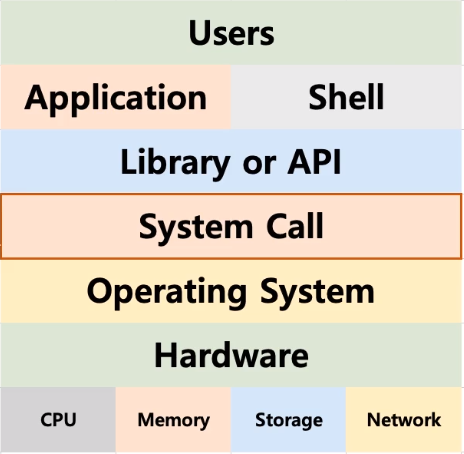 Users
Application Shell
Library or API
System Call
Operating System
Hardware
CPU Memory Storage Network